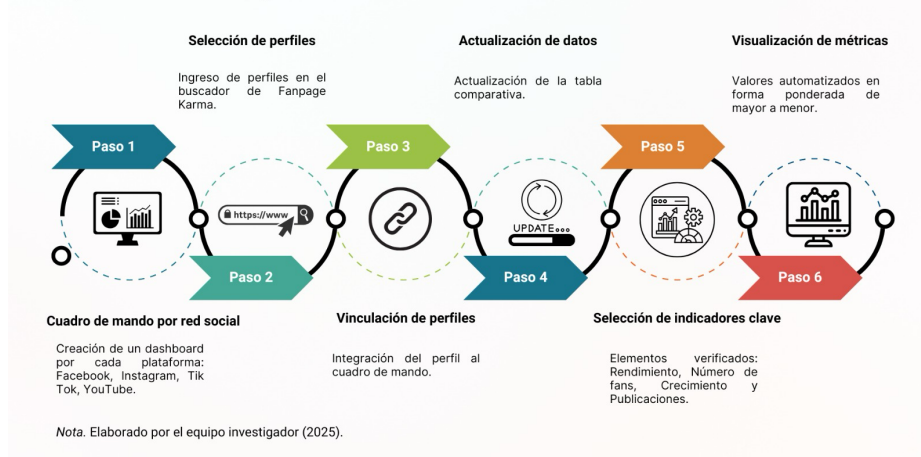 Selección de perfiles
Ingreso de perfiles en el
buscador de Fanpage
Karma.
Actualización de datos
Actualización de la tabla
comparativa.
Visualización de métricas
Valores automatizados en
forma ponderada de
mayor a menor.
Paso 1
Paso 3
Paso 5
https://www
UPDATE
Paso 2
Paso 4
Paso 6
Cuadro de mando por red social
Creación de un dashboard
por cada plataforma:
Facebook, Instagram, Tik
Tok, YouTube.
Vinculación de perfiles
Integración del perfil al
cuadro de mando.
Selección de indicadores clave
Elementos verificados:
Rendimiento, Número de
fans, Crecimiento y
Publicaciones.
Nota. Elaborado por el equipo investigador (2025).